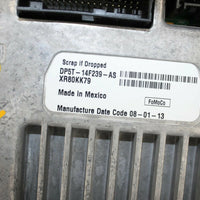 Scrap if Dropped
DP5T-14F239-AS
XR80KK79
Made in Mexico
FoMoCo
Manufacture Date Code 08-01-13